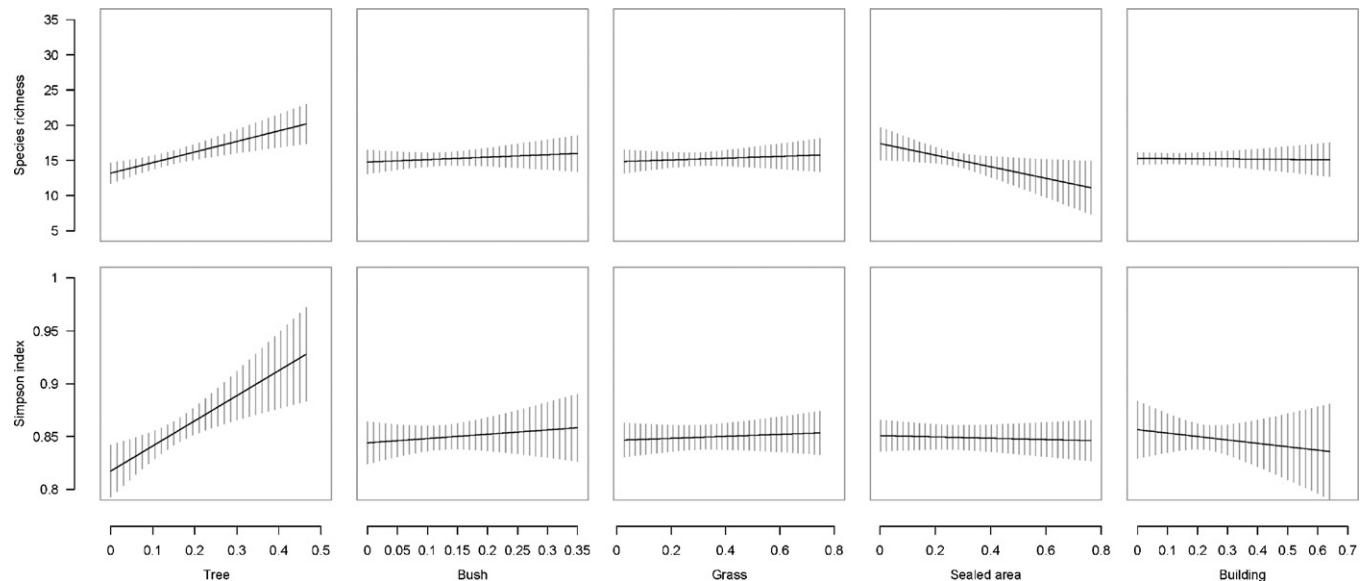 35
30
25
20
15
10
5
Species richness
1
0.95
0.9
0.85
0.8
Simpson index
0 0.1 0.2 0.3 0.4 0.5
Tree
0 0.05 0.1 0.15 0.2 0.25 0.3 0.35
Bush
0 0.2 0.4 0.6 0.8
Grass
0 0.2 0.4 0.6 0.8
Sealed area
0 0.1 0.2 0.3 0.4 0.5 0.6 0.7
Building